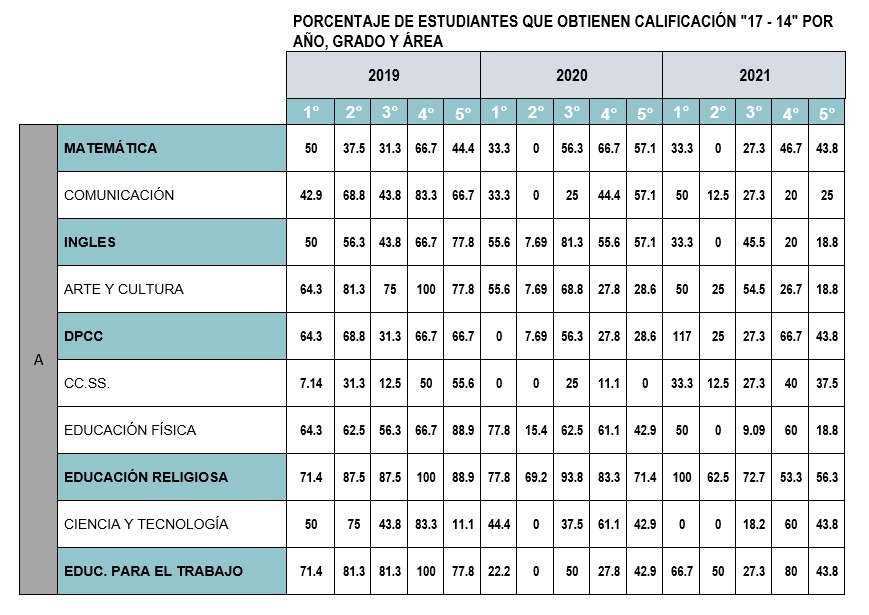 PORCENTAJE DE ESTUDIANTES QUE OBTIENEN CALIFICACIÓN "17 - 14" POR
AÑO, GRADO Y ÁREA
2019 2020 2021
1° 2° 3° 4° 5° 1° 2° 3° 4° 5° 1° 2° 3° 4° 5°
A
MATEMÁTICA 50 37.5 31.3 66.7 44.4 33.3 0 56.3 66.7 57.1 33.3 0 27.3 46.7 43.8
COMUNICACIÓN 42.9 68.8 43.8 83.3 66.7 33.3 0 25 44.4 57.1 50 12.5 27.3 20 25
INGLES 50 56.3 43.8 66.7 77.8 55.6 7.69 81.3 55.6 57.1 33.3 0 45.5 20 18.8
ARTE Y CULTURA 64.3 81.3 75 100 77.8 55.6 7.69 68.8 27.8 28.6 50 25 54.5 26.7 18.8
DPCC 64.3 68.8 31.3 66.7 66.7 0 7.69 56.3 27.8 28.6 117 25 27.3 66.7 43.8
CC.SS. 7.14 31.3 12.5 50 55.6 0 0 25 11.1 0 33.3 12.5 27.3 40 37.5
EDUCACIÓN FÍSICA 64.3 62.5 56.3 66.7 88.9 77.8 15.4 62.5 61.1 42.9 50 0 9.09 60 18.8
EDUCACIÓN RELIGIOSA 71.4 87.5 87.5 100 88.9 77.8 69.2 93.8 83.3 71.4 100 62.5 72.7 53.3 56.3
CIENCIA Y TECNOLOGÍA 50 75 43.8 83.3 11.1 44.4 0 37.5 61.1 42.9 0 0 18.2 60 43.8
EDUC. PARA EL TRABAJO 71.4 81.3 81.3 100 77.8 22.2 0 50 27.8 42.9 66.7 50 27.3 80 43.8